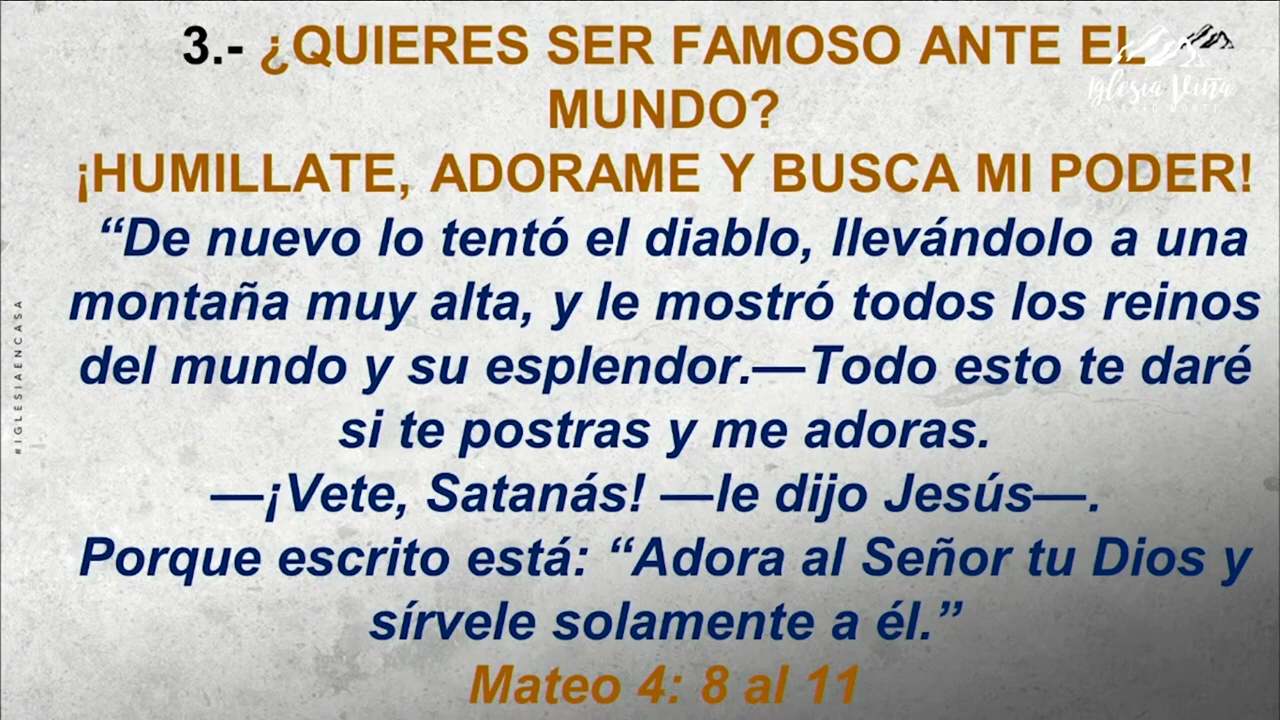 3.- ¿QUIERES SER FAMOSO ANTE EL
MUNDO?
¡HUMILLATE, ADORAME Y BUSCA MI PODER!
“De nuevo lo tentó el diablo, llevándolo a una
montaña muy alta, y le mostró todos los reinos
del mundo y su esplendor.—Todo esto te daré
si te postras y me adoras.
—¡Vete, Satanás! —le dijo Jesús—.
Porque escrito está: “Adora al Señor tu Dios y
sírvele solamente a él.”
Mateo 4: 8 al 11
Iglesia Viña
#IGLESIAENCASA